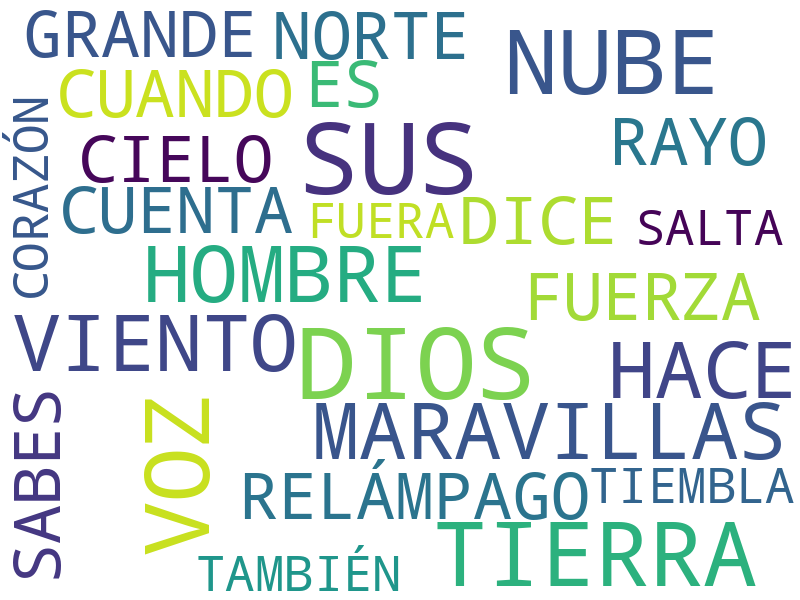 GRANDE NORTE
NUBE
CUANDO ES
CORAZÓN
CIELO SUS RAYO
CUENTA FUERA DICE SALTA
HOMBRE
FUERZA
VIENTO DIOS HACE
SABES
VOZ
MARAVILLAS
RELÁMPAGO TIEMBLA
TIERRA
TAMBIÉN